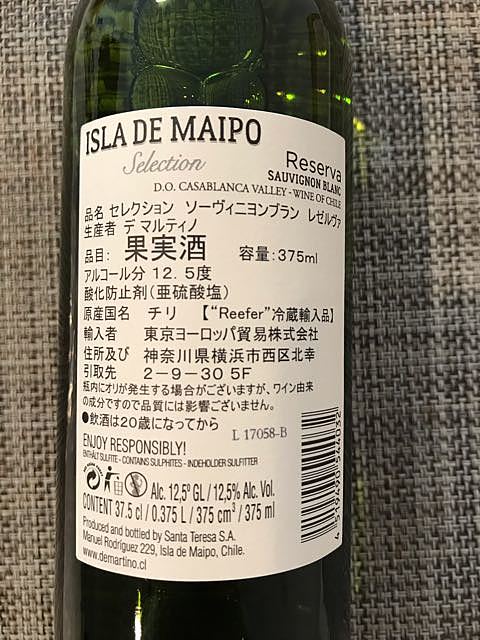 ISLA DE MAIPO
Selection
Reserva
SAUVIGNON BLANC
D.O. CASABLANCA VALLEY - WINE OF CHILE
品名 セレクション ソーヴィニヨンブラン レゼルヴァ
生産者 デ マルティノ
品目: 果実酒 容量:375ml
アルコール分 12.5度
酸化防止剤(亜硫酸塩)
原産国名 チリ 【“Reefer”冷蔵輸入品】
輸入者 東京ヨーロッパ貿易株式会社
住所及び 神奈川県横浜市西区北幸
引取先 2-9-30 5F
瓶内にオリが発生する場合がございますが、ワイン由来
の成分ですので品質には影響ございません。
●飲酒は20歳になってから
L 17058-B
ENJOY RESPONSIBLY!
ENTHÄLT SULFITE - CONTAINS SULPHITES - INDEHOLDER SULFITTER
Alc. 12,5º GL / 12,5% Alc. Vol.
CONTENT 37.5 cl / 0.375 L / 375 cm³ / 375 ml
Produced and bottled by Santa Teresa S.A.
Manuel Rodríguez 229, Isla de Maipo, Chile.
www.demartino.cl
4 519490 544032